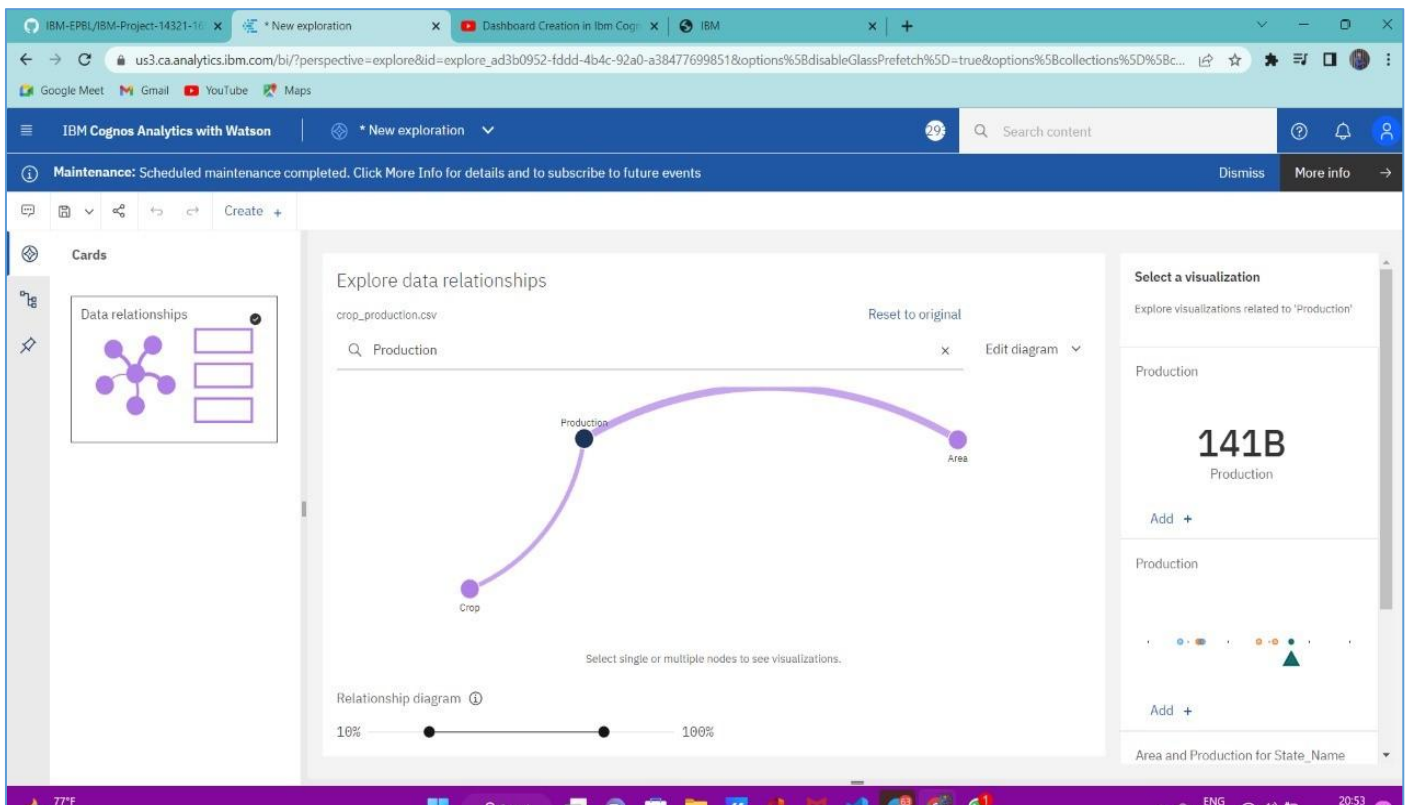 IBM-EPBL/IBM-Project-14321-16
* New exploration
Dashboard Creation in Ibm Cogn
IBM
us3.ca.analytics.ibm.com/bi/?perspective=explore&id=explore_ad3b0952-fddd-4b4c-92a0-a38477699851&options%5BdisableGlassPrefetch%5D=true&options%5Bcollections%5D%5Bc...
Google Meet Gmail YouTube Maps
IBM Cognos Analytics with Watson
* New exploration
Search content
Maintenance: Scheduled maintenance completed. Click More Info for details and to subscribe to future events
Dismiss
More info
Create +
Cards
Data relationships
Explore data relationships
crop_production.csv
Reset to original
Production
Edit diagram
Production
Area
Crop
Select single or multiple nodes to see visualizations.
Relationship diagram
10%
100%
Select a visualization
Explore visualizations related to 'Production'
Production
141B
Production
Add +
Production
Add +
Area and Production for State_Name
77°F
ENG
20:53